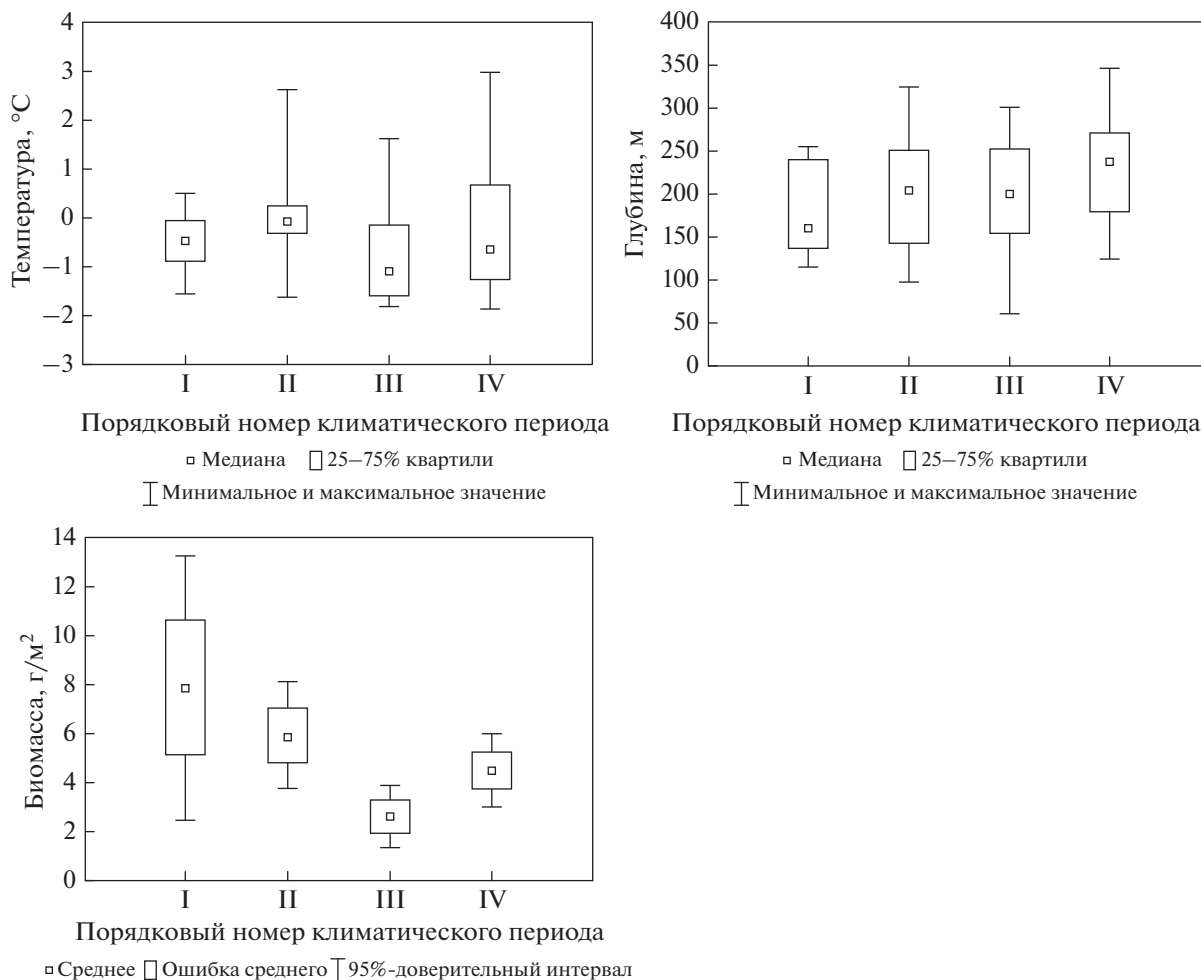 Температура, °C
4
3
2
1
0
–1
–2
–3
I II III IV
Порядковый номер климатического периода
Медиана 25–75% квартили
Минимальное и максимальное значение
Глубина, м
400
350
300
250
200
150
100
50
0
I II III IV
Порядковый номер климатического периода
Медиана 25–75% квартили
Минимальное и максимальное значение
Биомасса, г/м²
14
12
10
8
6
4
2
0
I II III IV
Порядковый номер климатического периода
Среднее Ошибка среднего 95%-доверительный интервал